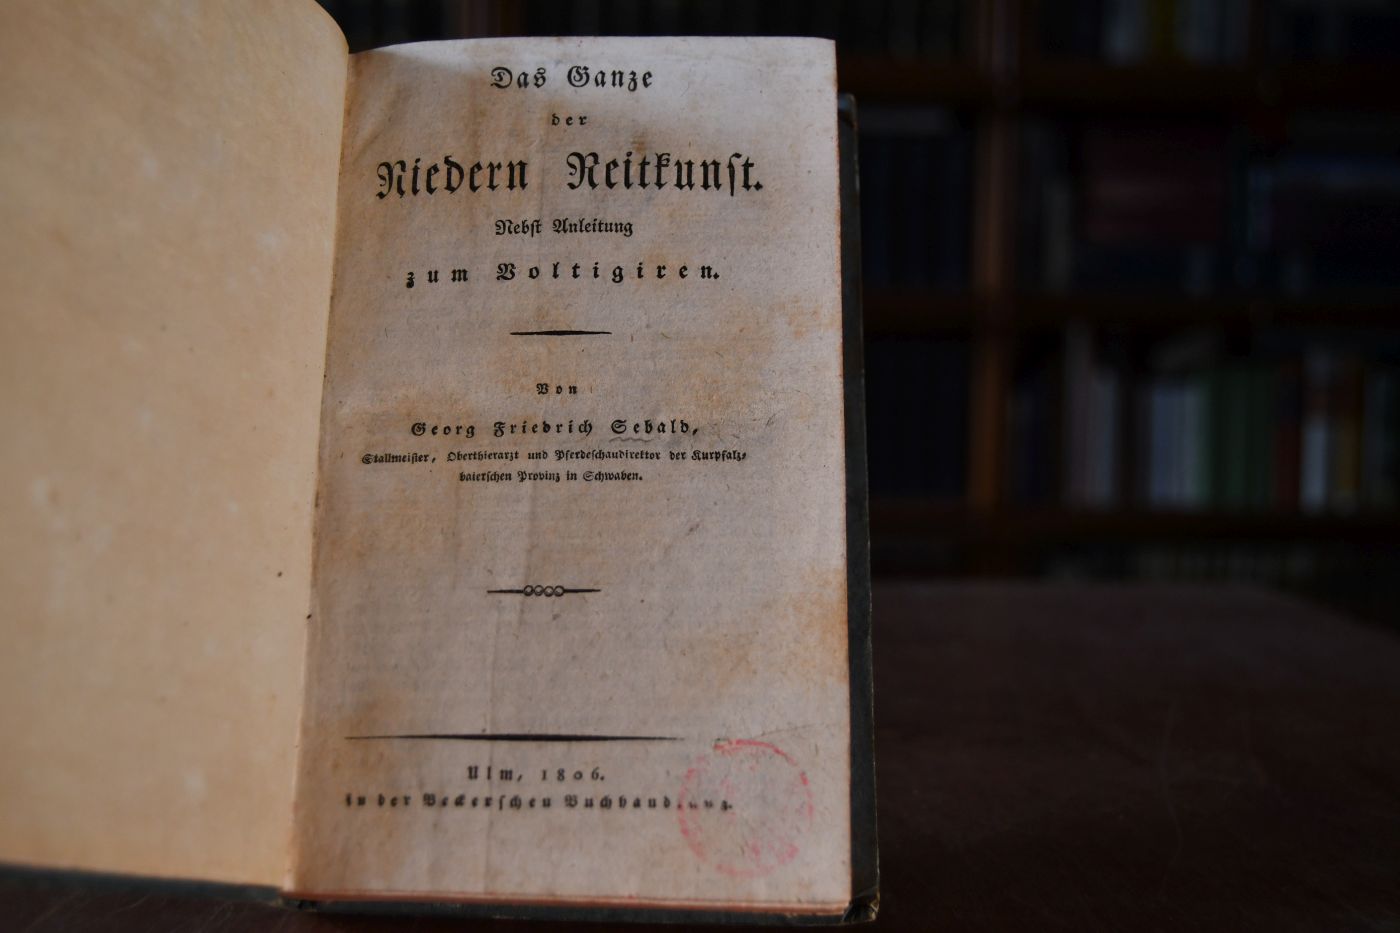 Das Ganze
der
Niedern Reitkunſt.
Nebſt Anleitung
zum Voltigiren.
Von
Georg Friedrich Sebald,
Stallmeiſter, Oberthierarzt und Pferdeſchaudirektor der Kurpfalz⸗
baierſchen Provinz in Schwaben.
Ulm, 1806.
in der Beckerſchen Buchhandlung.